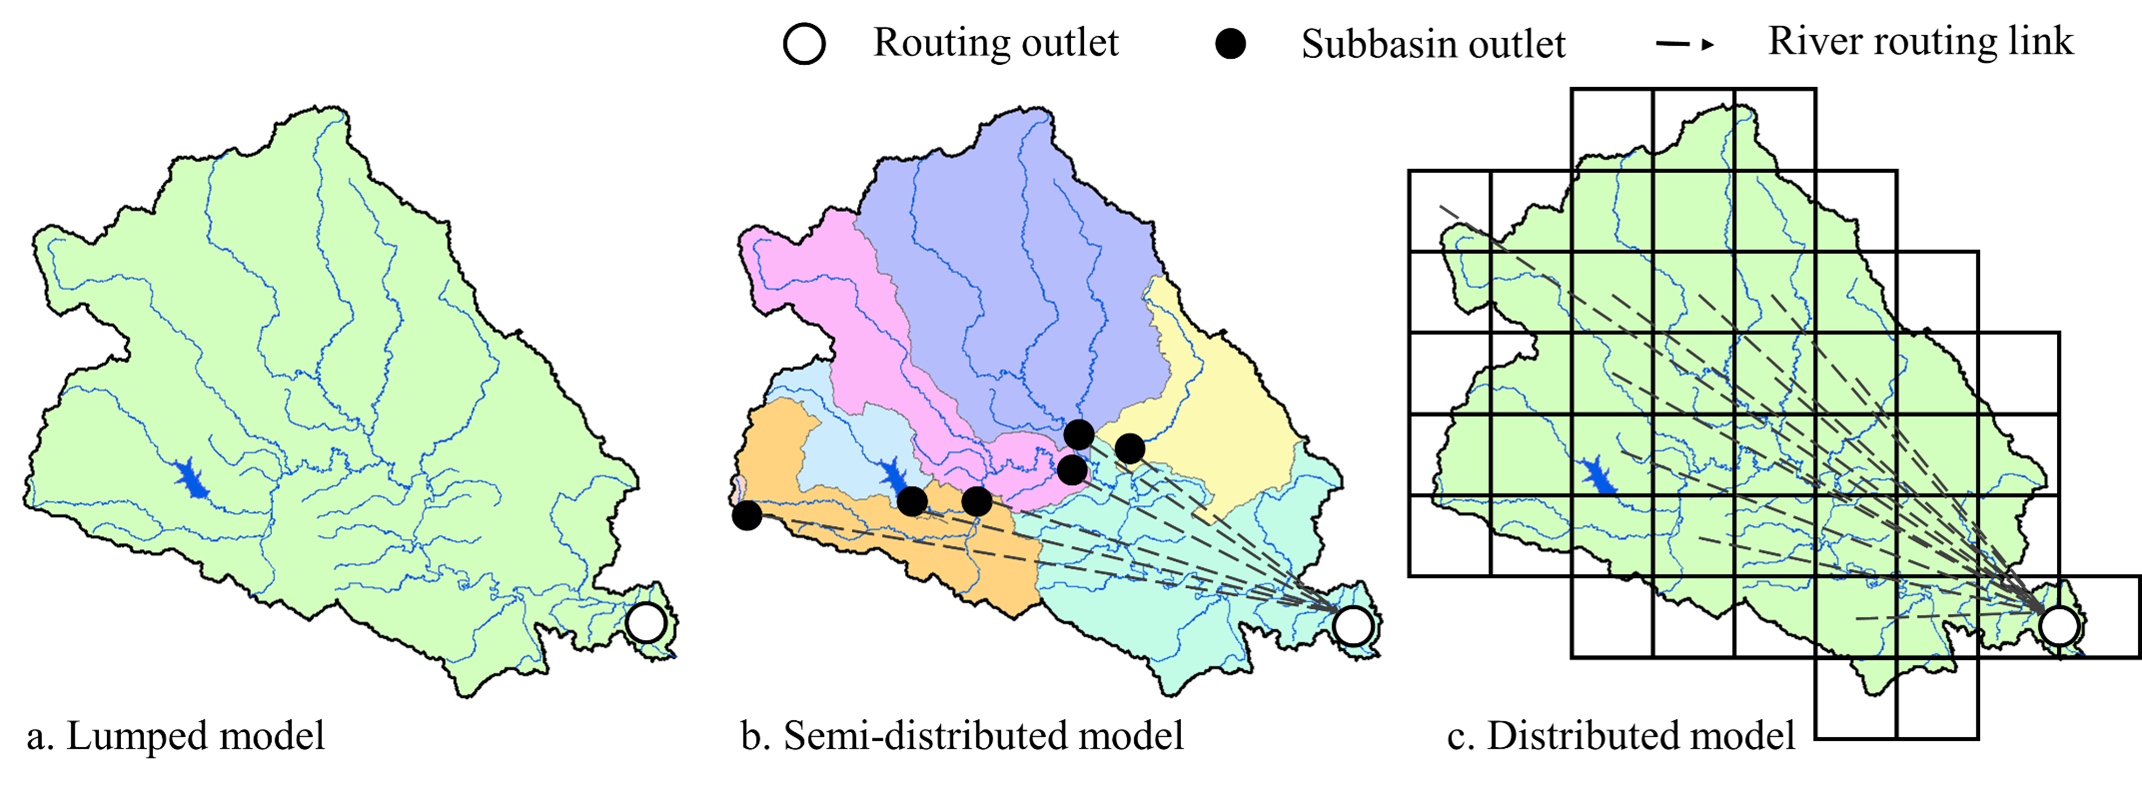 Routing outlet
Subbasin outlet
River routing link
a. Lumped model
b. Semi-distributed model
c. Distributed model